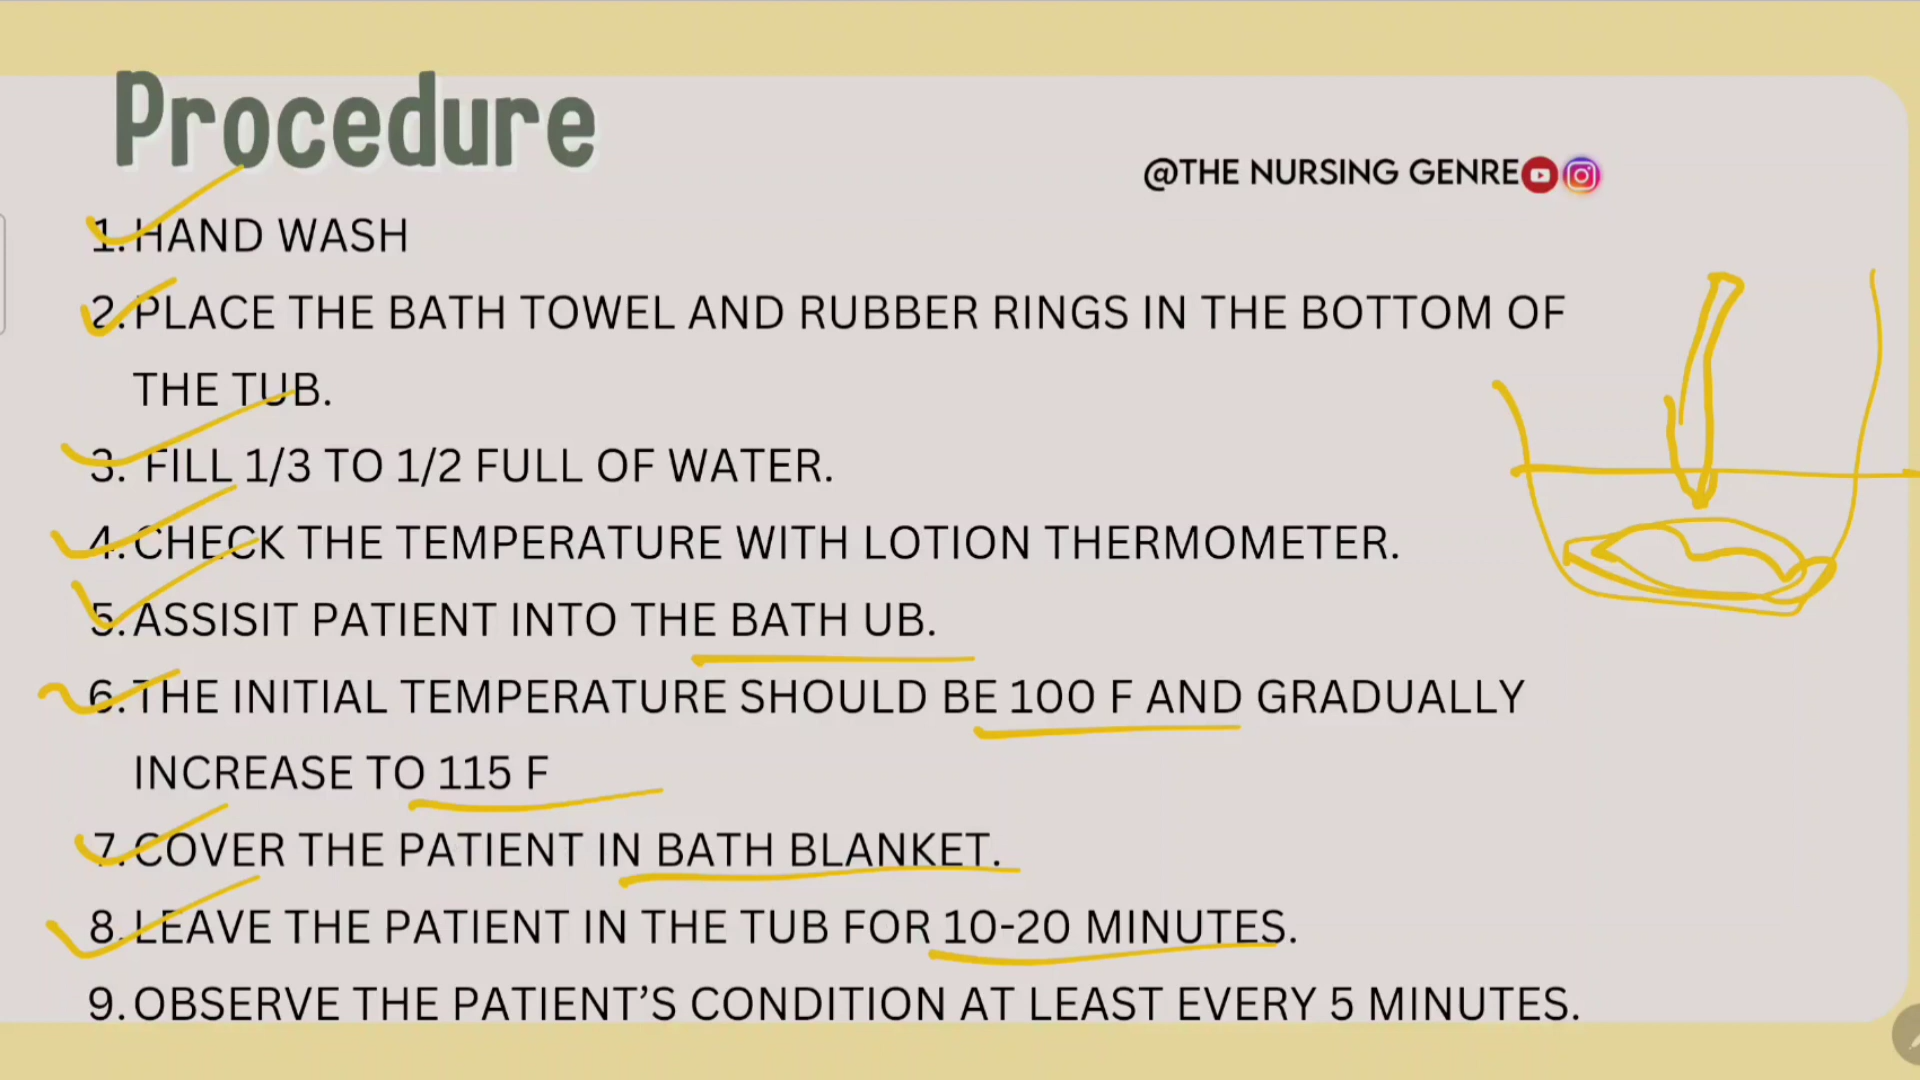 Procedure
@THE NURSING GENRE
1. HAND WASH
2. PLACE THE BATH TOWEL AND RUBBER RINGS IN THE BOTTOM OF
THE TUB.
3. FILL 1/3 TO 1/2 FULL OF WATER.
4. CHECK THE TEMPERATURE WITH LOTION THERMOMETER.
5. ASSISIT PATIENT INTO THE BATH UB.
6. THE INITIAL TEMPERATURE SHOULD BE 100 F AND GRADUALLY
INCREASE TO 115 F
7. COVER THE PATIENT IN BATH BLANKET.
8. LEAVE THE PATIENT IN THE TUB FOR 10-20 MINUTES.
9. OBSERVE THE PATIENT’S CONDITION AT LEAST EVERY 5 MINUTES.